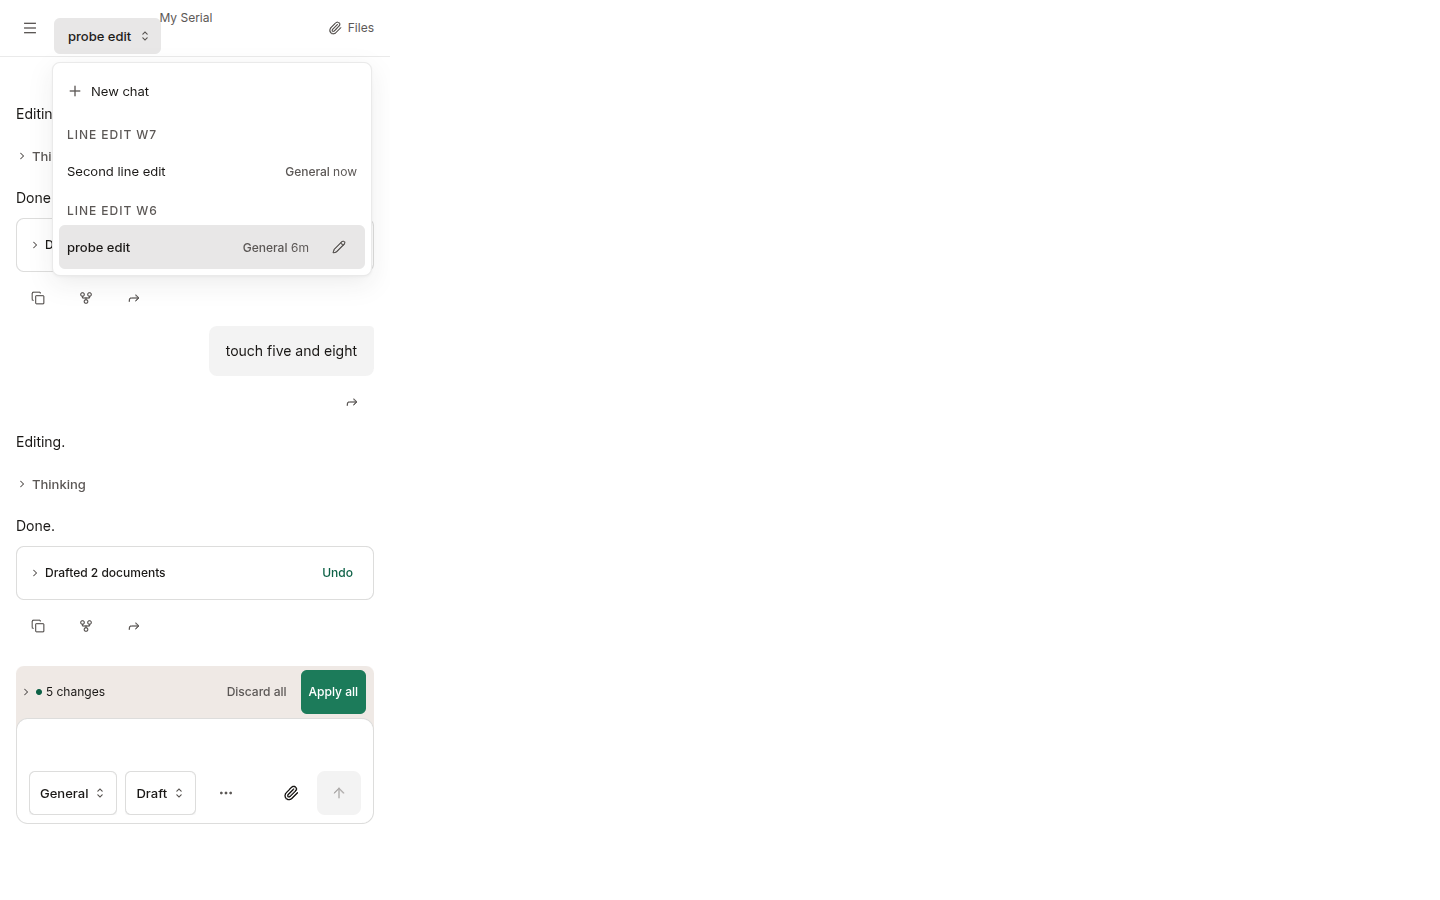 My Serial
probe edit
Files
New chat
Editin
LINE EDIT W7
Thi
Second line edit General now
Done
LINE EDIT W6
D
probe edit General 6m
touch five and eight
Editing.
Thinking
Done.
Drafted 2 documents Undo
5 changes Discard all Apply all
General Draft